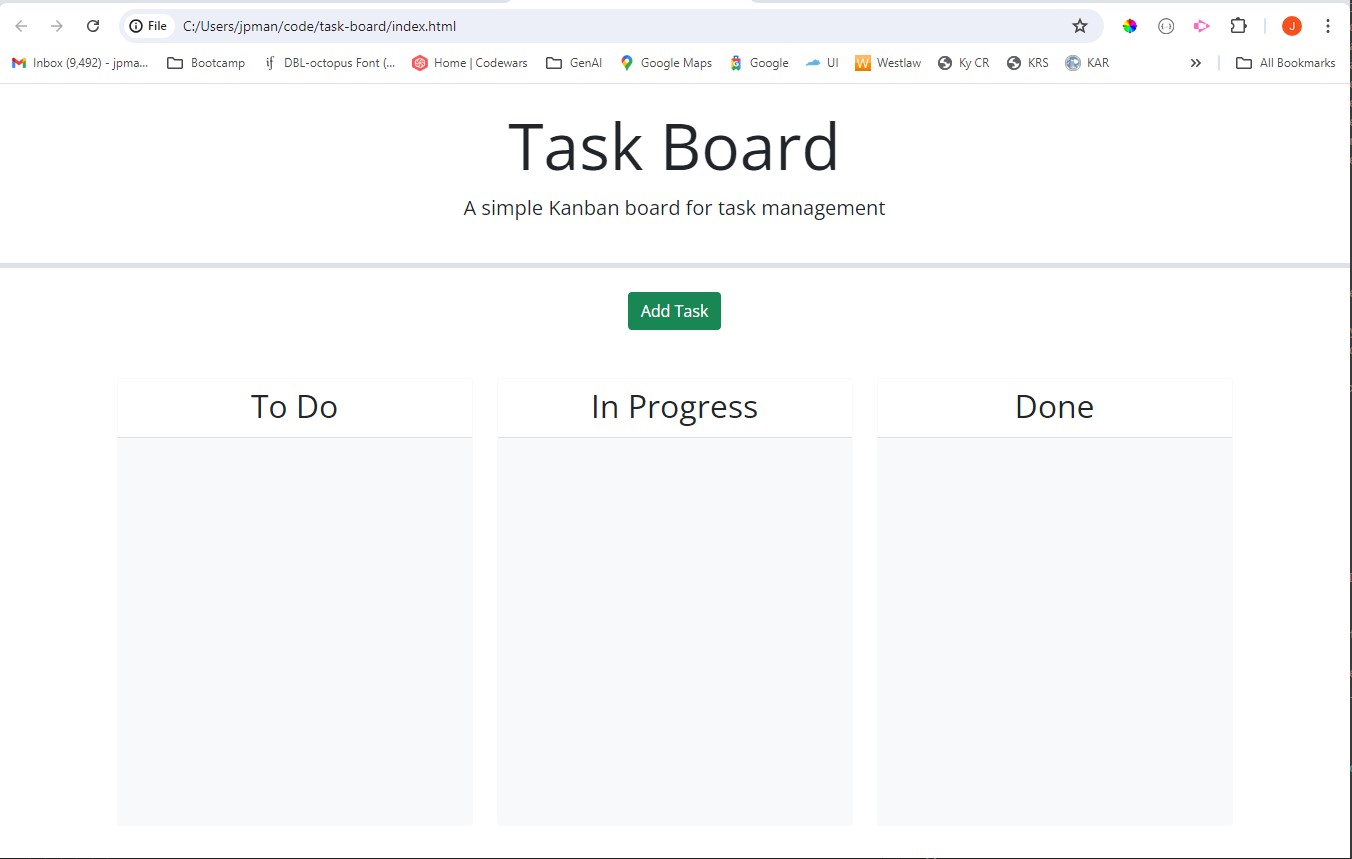 File C:/Users/jpman/code/task-board/index.html J
Inbox (9,492) - jpma... Bootcamp if DBL-octopus Font (... Home | Codewars GenAI Google Maps Google UI W Westlaw Ky CR KRS KAR » All Bookmarks
Task Board
A simple Kanban board for task management
Add Task
To Do In Progress Done